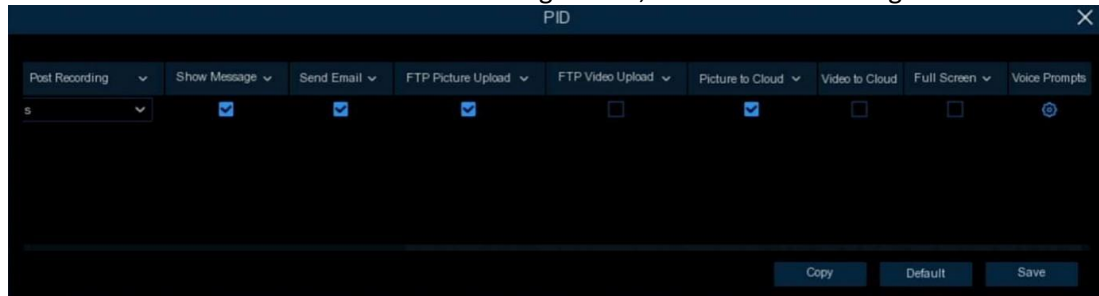 PID
Post Recording Show Message Send Email FTP Picture Upload FTP Video Upload Picture to Cloud Video to Cloud Full Screen Voice Prompts
s
Copy Default Save